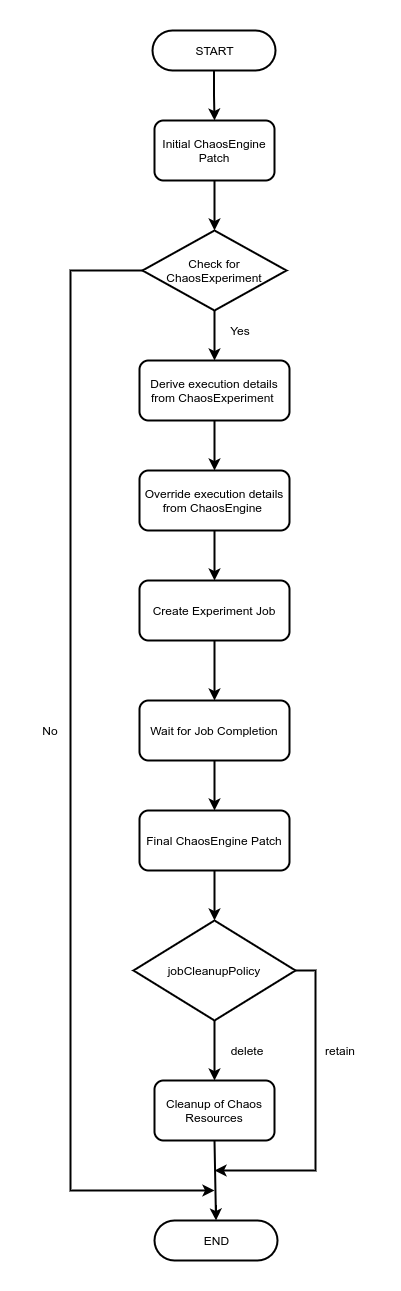 START
Initial ChaosEngine
Patch
Check for
ChaosExperiment
Yes
Derive execution details
from ChaosExperiment
Override execution details
from ChaosEngine
Create Experiment Job
No
Wait for Job Completion
Final ChaosEngine Patch
jobCleanupPolicy
delete
retain
Cleanup of Chaos
Resources
END